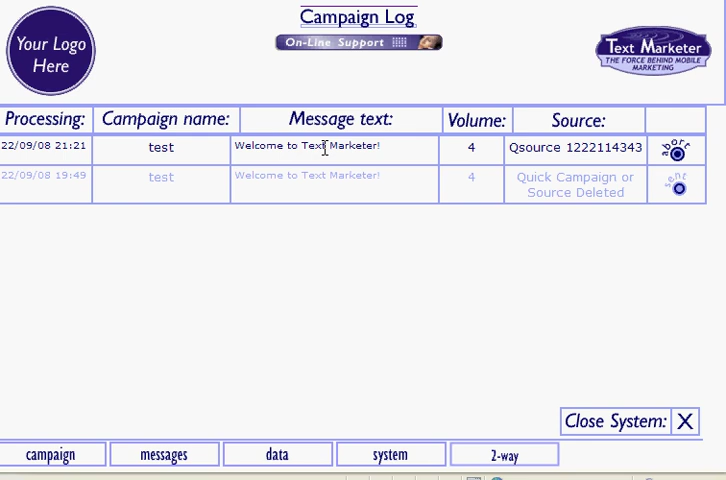 Your Logo
Here
Campaign Log
On-Line Support
Text Marketer
THE FORCE BEHIND MOBILE
MARKETING
Processing: Campaign name: Message text: Volume: Source:
22/09/08 21:21 test Welcome to Text Marketer! 4 Qsource 1222114343 abort
22/09/08 19:49 test Welcome to Text Marketer! 4 Quick Campaign or
Source Deleted sent
Close System: X
campaign messages data system 2-way